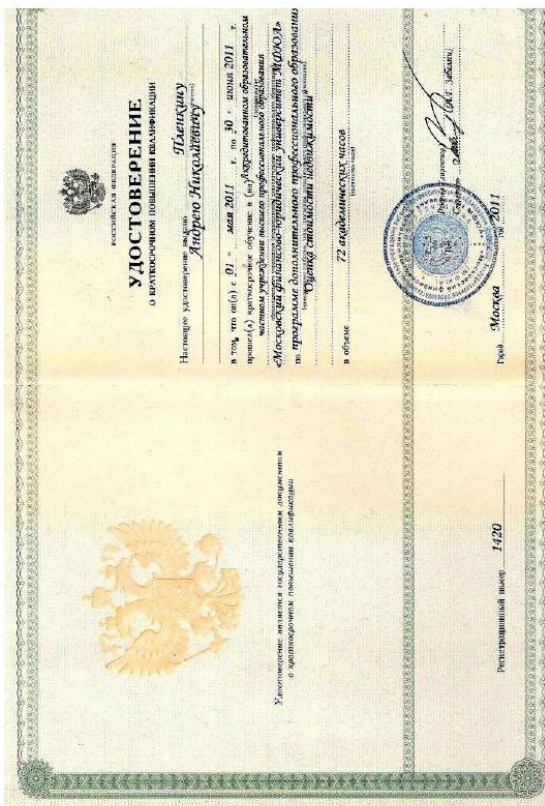 Удостоверение является государственным документом
о краткосрочном повышении квалификации
Регистрационный номер 1420
РОССИЙСКАЯ ФЕДЕРАЦИЯ
УДОСТОВЕРЕНИЕ
О КРАТКОСРОЧНОМ ПОВЫШЕНИИ КВАЛИФИКАЦИИ
Настоящее удостоверение выдано Пленкину
Андрею Николаевичу
в том, что он(а) с 01 " мая 2011 г. по 30 " июня 2011 г.
прошел(а) краткосрочное обучение в (на) Аккредитованном образовательном
частном учреждении высшего профессионального образования
«Московский финансово-юридический университет МФЮА»
по программе дополнительного профессионального образования
"Оценка стоимости недвижимости"
в объеме 72 академических часов
(количество часов)
Город Москва год 2011